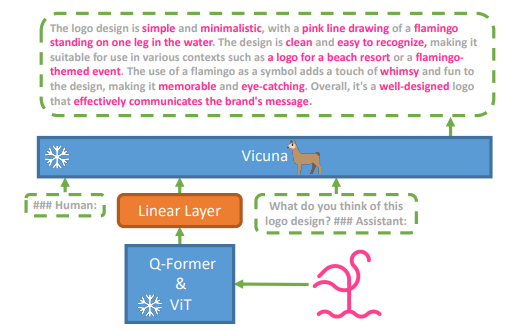 The logo design is simple and minimalistic, with a pink line drawing of a flamingo
standing on one leg in the water. The design is clean and easy to recognize, making it
suitable for use in various contexts such as a logo for a beach resort or a flamingo-
themed event. The use of a flamingo as a symbol adds a touch of whimsy and fun to
the design, making it memorable and eye-catching. Overall, it's a well-designed logo
that effectively communicates the brand's message.
Vicuna
### Human:
Linear Layer
What do you think of this
logo design? ### Assistant:
Q-Former
&
ViT